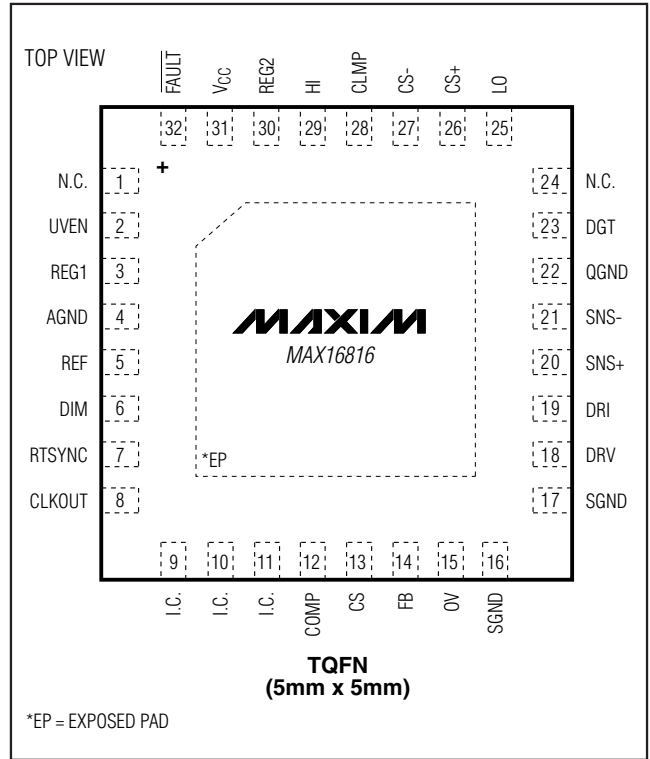 TOP VIEW
FAULT
VCC
REG2
HI
CLMP
CS-
CS+
LO
32
31
30
29
28
27
26
25
+
N.C. 1
UVEN 2
REG1 3
AGND 4
REF 5
DIM 6
RTSYNC 7
CLKOUT 8
24 N.C.
23 DGT
22 QGND
21 SNS-
20 SNS+
19 DRI
18 DRV
17 SGND
MAXIM
MAX16816
*EP
9
10
11
12
13
14
15
16
I.C.
I.C.
I.C.
COMP
CS
FB
OV
SGND
TQFN
(5mm x 5mm)
*EP = EXPOSED PAD